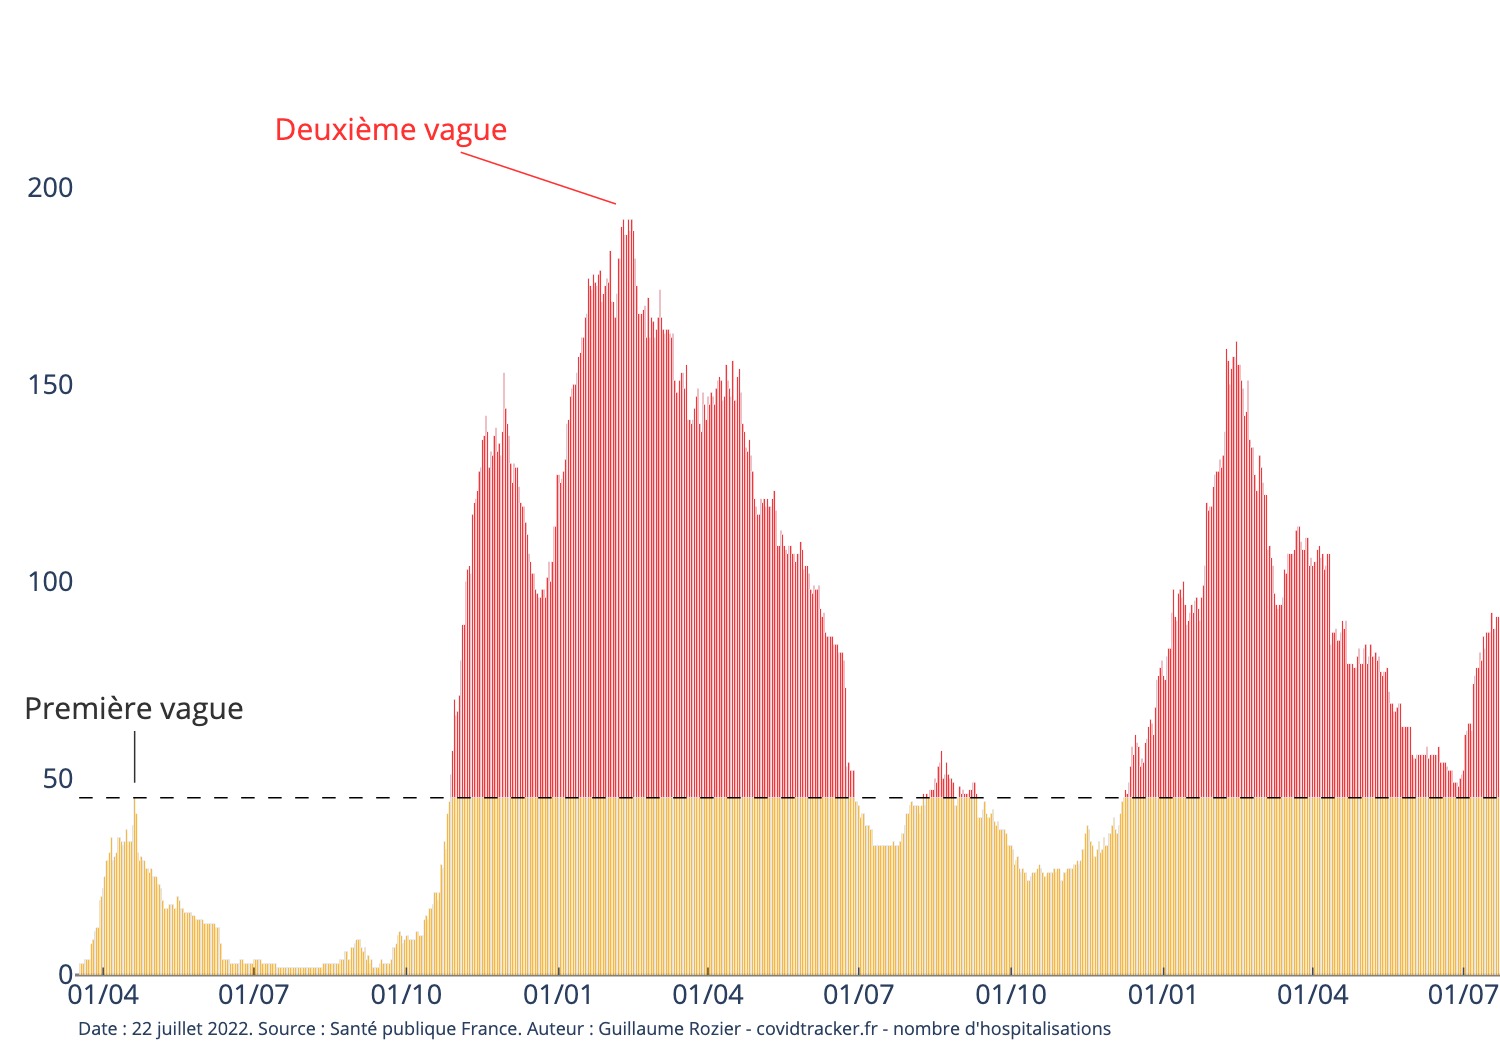 Deuxième vague
200
150
100
Première vague
50
0
01/04 01/07 01/10 01/01 01/04 01/07 01/10 01/01 01/04 01/07
Date : 22 juillet 2022. Source : Santé publique France. Auteur : Guillaume Rozier - covidtracker.fr - nombre d'hospitalisations